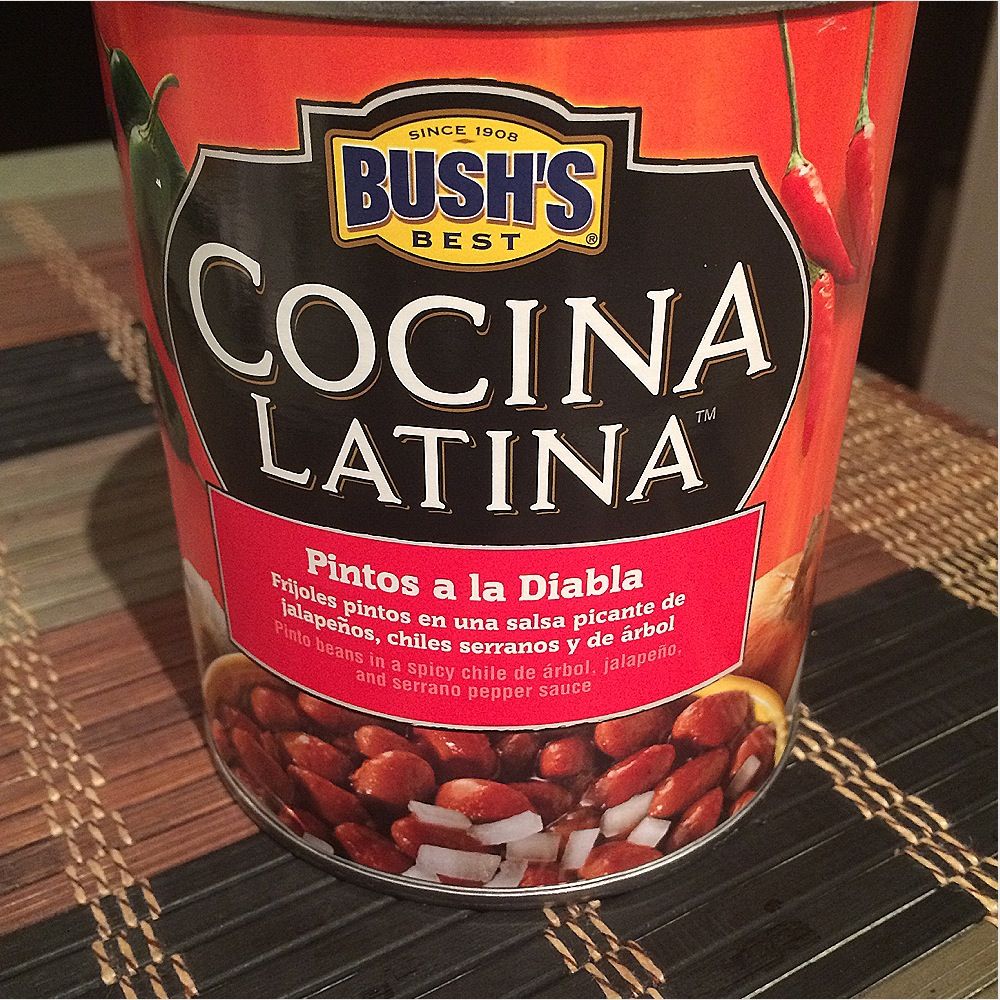 SINCE 1908
BUSH'S®
BEST
COCINA
LATINA™
Pintos a la Diabla
Frijoles pintos en una salsa picante de
jalapeños, chiles serranos y de árbol
Pinto beans in a spicy chile de árbol, jalapeño,
and serrano pepper sauce